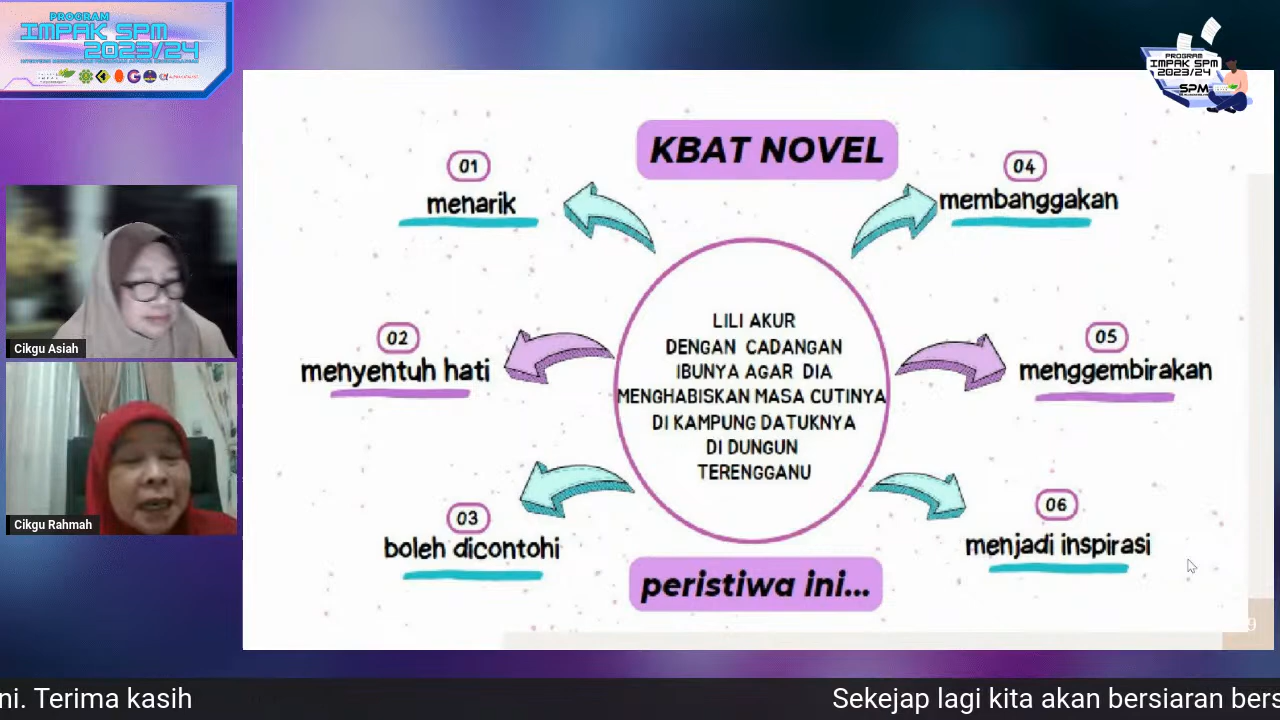 PROGRAM
IMPAK SPM
2023/24
PROGRAM
IMPAK SPM
2023/24
SPM
KBAT NOVEL
01
menarik
04
membanggakan
02
menyentuh hati
05
menggembirakan
03
boleh dicontohi
06
menjadi inspirasi
LILI AKUR
DENGAN CADANGAN
IBUNYA AGAR DIA
MENGHABISKAN MASA CUTINYA
DI KAMPUNG DATUKNYA
DI DUNGUN
TERENGGANU
peristiwa ini...
Cikgu Asiah
Cikgu Rahmah
9
ni. Terima kasih
Sekejap lagi kita akan bersiaran bers